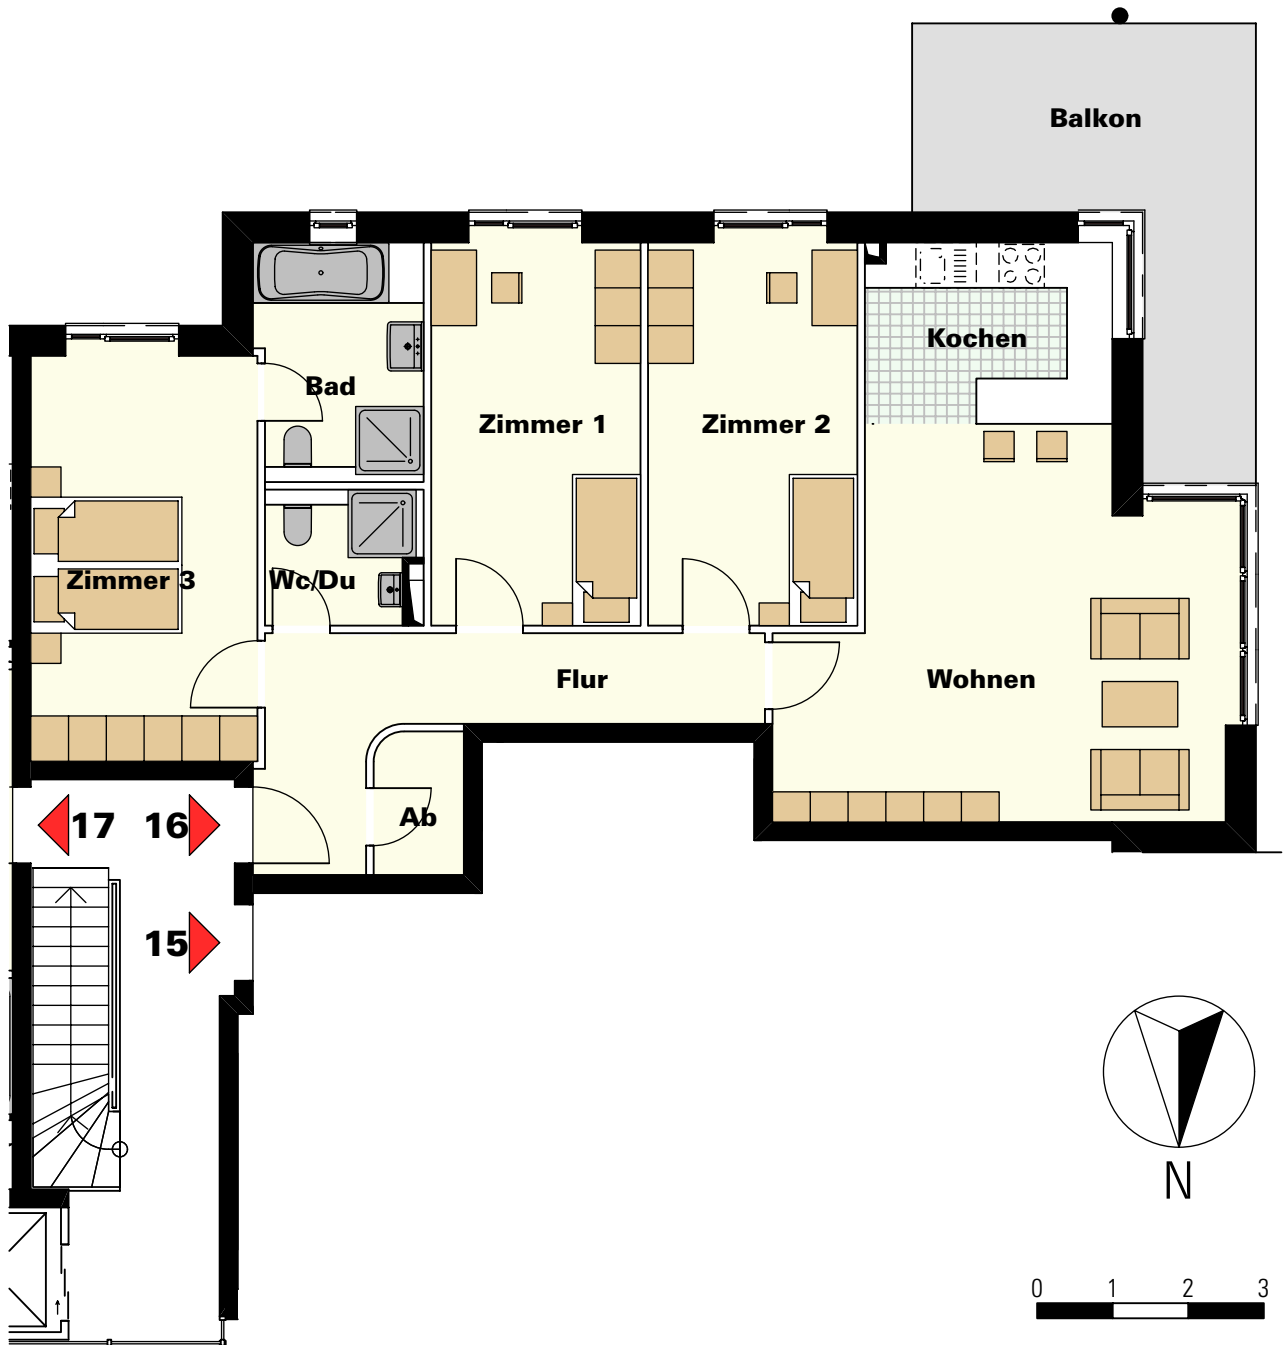 Balkon
Kochen
Bad
Zimmer 1
Zimmer 2
Zimmer 3
Wc/Du
Flur
Wohnen
Ab
17
16
15
N
0 1 2 3